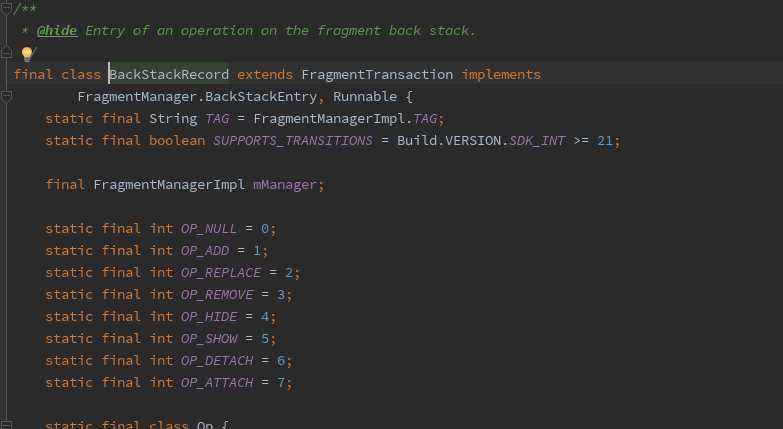 /**
 * @hide Entry of an operation on the fragment back stack.
 */
final class BackStackRecord extends FragmentTransaction implements
        FragmentManager.BackStackEntry, Runnable {
    static final String TAG = FragmentManagerImpl.TAG;
    static final boolean SUPPORTS_TRANSITIONS = Build.VERSION.SDK_INT >= 21;

    final FragmentManagerImpl mManager;

    static final int OP_NULL = 0;
    static final int OP_ADD = 1;
    static final int OP_REPLACE = 2;
    static final int OP_REMOVE = 3;
    static final int OP_HIDE = 4;
    static final int OP_SHOW = 5;
    static final int OP_DETACH = 6;
    static final int OP_ATTACH = 7;

    static final class Op {